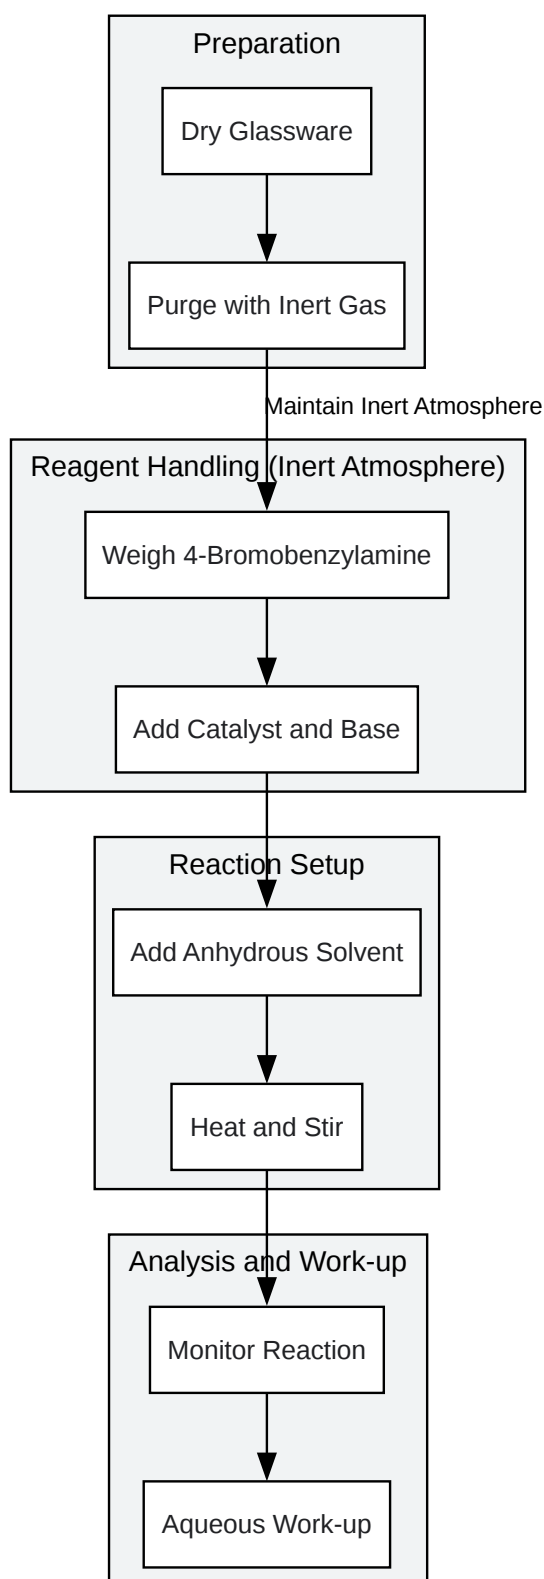 Preparation
Dry Glassware
Purge with Inert Gas
Maintain Inert Atmosphere
Reagent Handling (Inert Atmosphere)
Weigh 4-Bromobenzylamine
Add Catalyst and Base
Reaction Setup
Add Anhydrous Solvent
Heat and Stir
Analysis and Work-up
Monitor Reaction
Aqueous Work-up